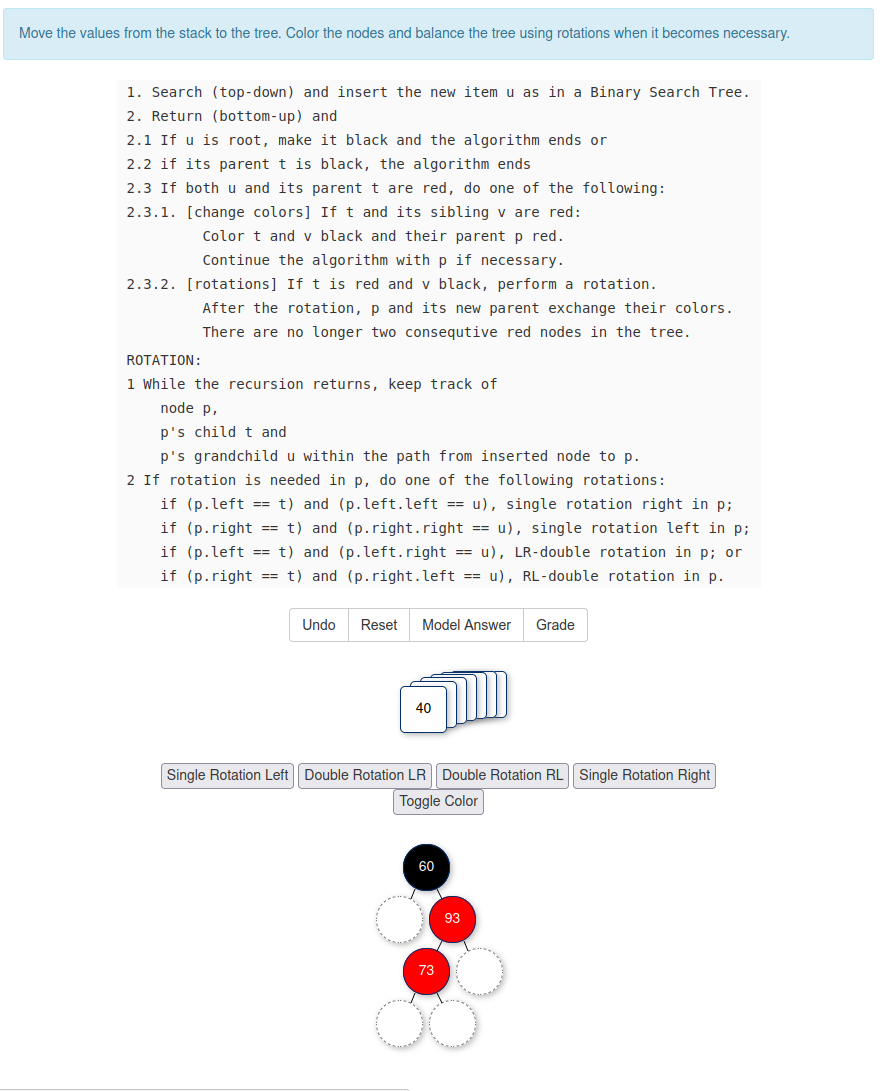 Move the values from the stack to the tree. Color the nodes and balance the tree using rotations when it becomes necessary.
1. Search (top-down) and insert the new item u as in a Binary Search Tree.
2. Return (bottom-up) and
2.1 If u is root, make it black and the algorithm ends or
2.2 if its parent t is black, the algorithm ends
2.3 If both u and its parent t are red, do one of the following:
2.3.1. [change colors] If t and its sibling v are red:
Color t and v black and their parent p red.
Continue the algorithm with p if necessary.
2.3.2. [rotations] If t is red and v black, perform a rotation.
After the rotation, p and its new parent exchange their colors.
There are no longer two consequtive red nodes in the tree.
ROTATION:
1 While the recursion returns, keep track of
node p,
p's child t and
p's grandchild u within the path from inserted node to p.
2 If rotation is needed in p, do one of the following rotations:
if (p.left == t) and (p.left.left == u), single rotation right in p;
if (p.right == t) and (p.right.right == u), single rotation left in p;
if (p.left == t) and (p.left.right == u), LR-double rotation in p; or
if (p.right == t) and (p.right.left == u), RL-double rotation in p.
Undo Reset Model Answer Grade
40
Single Rotation Left Double Rotation LR Double Rotation RL Single Rotation Right
Toggle Color
60
93
73